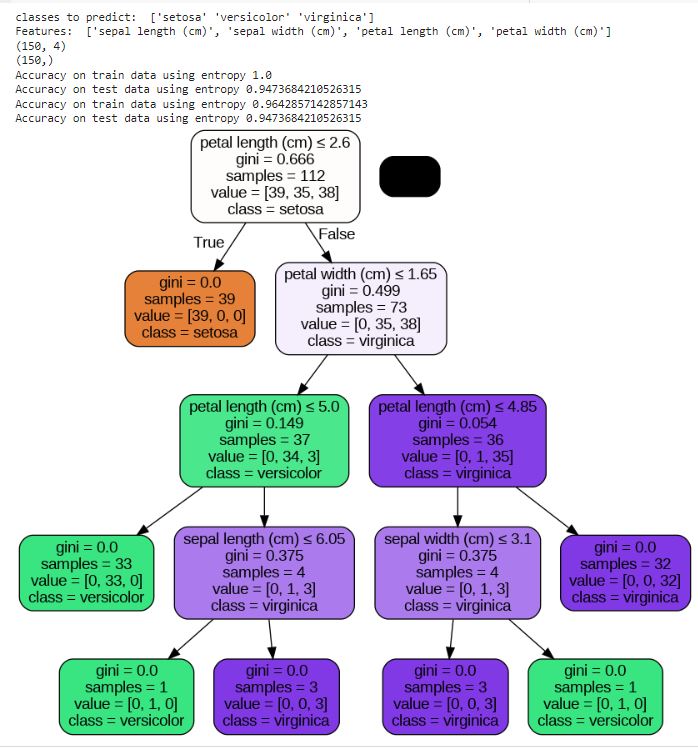 classes to predict:  ['setosa' 'versicolor' 'virginica']
Features:  ['sepal length (cm)', 'sepal width (cm)', 'petal length (cm)', 'petal width (cm)']
(150, 4)
(150,)
Accuracy on train data using entropy 1.0
Accuracy on test data using entropy 0.9473684210526315
Accuracy on train data using entropy 0.9642857142857143
Accuracy on test data using entropy 0.9473684210526315
petal length (cm) ≤ 2.6
gini = 0.666
samples = 112
value = [39, 35, 38]
class = setosa
True
False
gini = 0.0
samples = 39
value = [39, 0, 0]
class = setosa
petal width (cm) ≤ 1.65
gini = 0.499
samples = 73
value = [0, 35, 38]
class = virginica
petal length (cm) ≤ 5.0
gini = 0.149
samples = 37
value = [0, 34, 3]
class = versicolor
petal length (cm) ≤ 4.85
gini = 0.054
samples = 36
value = [0, 1, 35]
class = virginica
gini = 0.0
samples = 33
value = [0, 33, 0]
class = versicolor
sepal length (cm) ≤ 6.05
gini = 0.375
samples = 4
value = [0, 1, 3]
class = virginica
sepal width (cm) ≤ 3.1
gini = 0.375
samples = 4
value = [0, 1, 3]
class = virginica
gini = 0.0
samples = 32
value = [0, 0, 32]
class = virginica
gini = 0.0
samples = 1
value = [0, 1, 0]
class = versicolor
gini = 0.0
samples = 3
value = [0, 0, 3]
class = virginica
gini = 0.0
samples = 3
value = [0, 0, 3]
class = virginica
gini = 0.0
samples = 1
value = [0, 1, 0]
class = versicolor